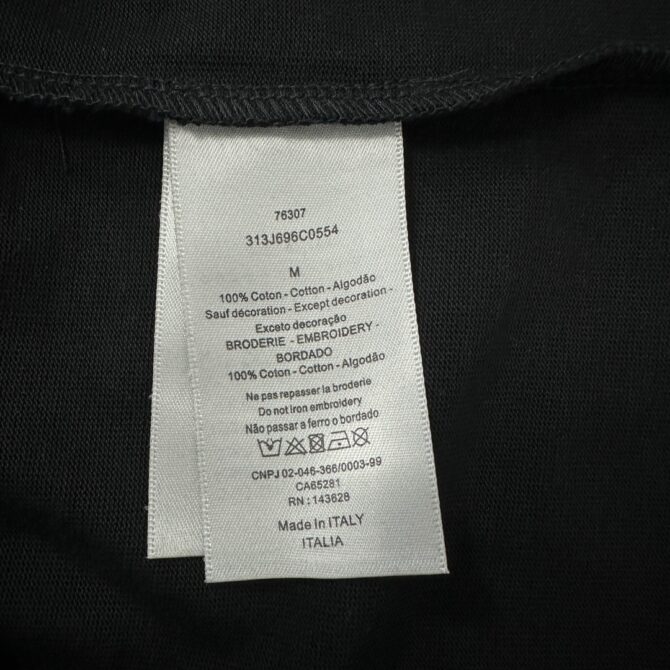 76307
313J696C0554
M
100% Coton - Cotton - Algodão
Sauf décoration - Except decoration -
Exceto decoração
BRODERIE - EMBROIDERY -
BORDADO
100% Coton - Cotton - Algodão
Ne pas repasser la broderie
Do not iron embroidery
Não passar a ferro o bordado
CNPJ 02-046-366/0003-99
CA65281
RN : 143628
Made in ITALY
ITALIA